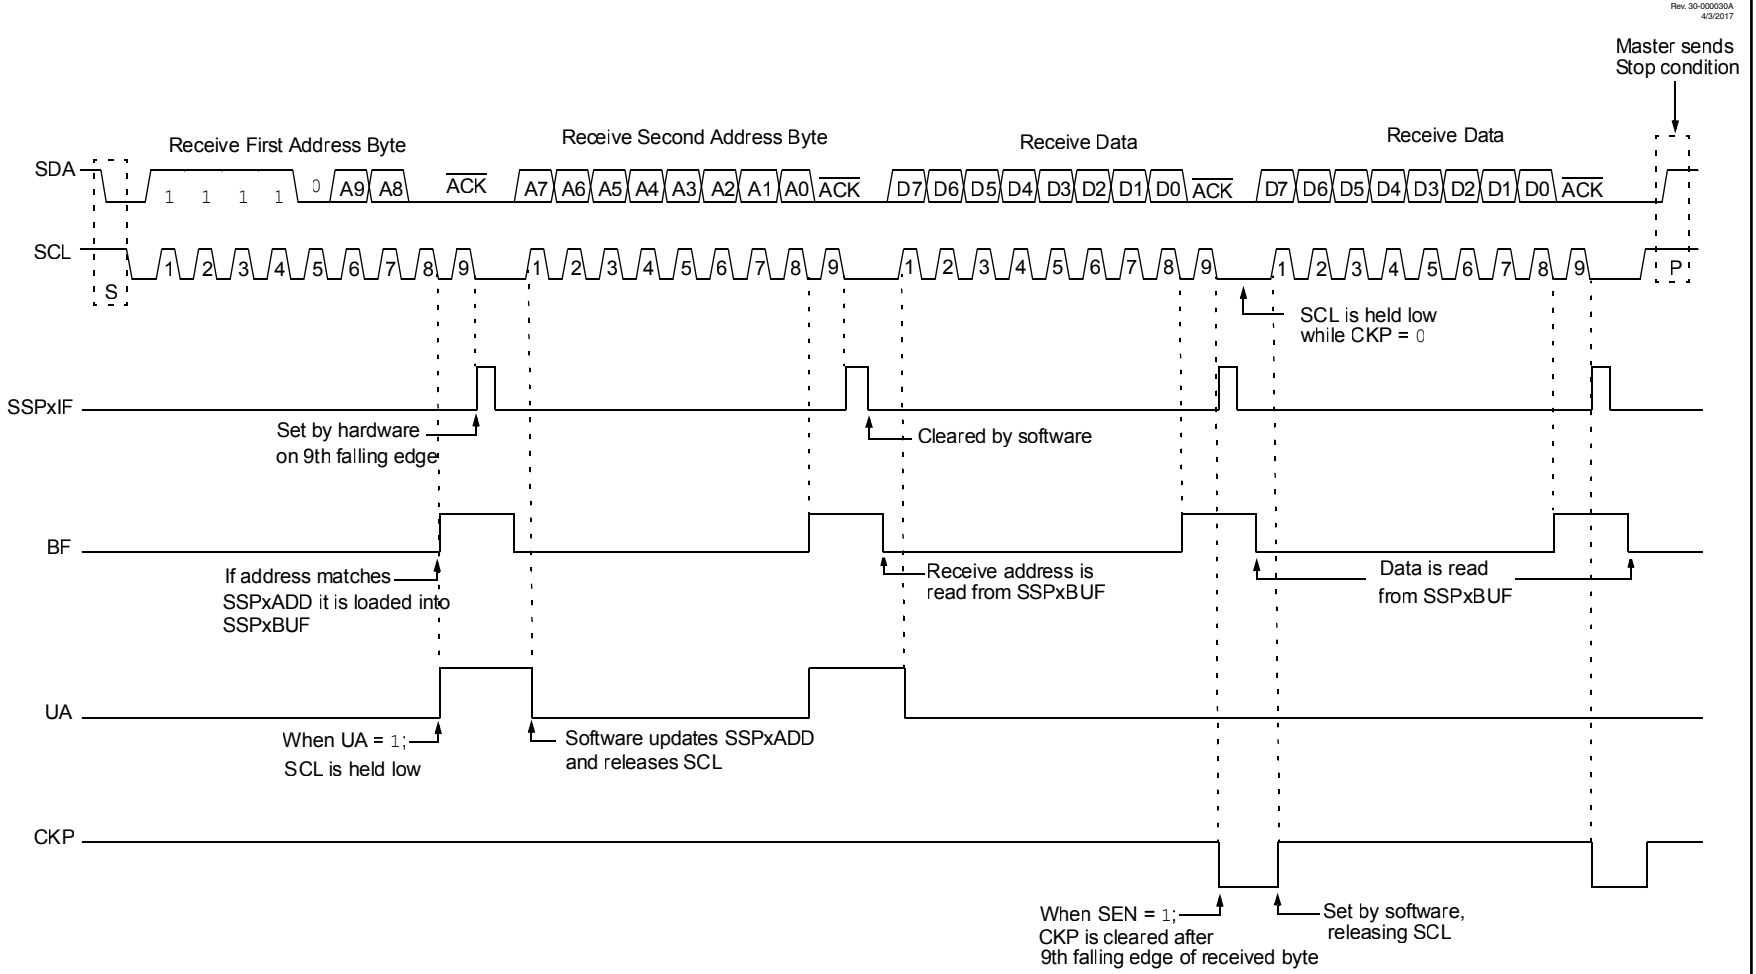 Rev. 30-000030A
4/3/2017
Master sends
Stop condition
Receive First Address Byte
Receive Second Address Byte
Receive Data
Receive Data
SDA
1 1 1 1 0 A9 A8 ACK A7 A6 A5 A4 A3 A2 A1 A0 ACK D7 D6 D5 D4 D3 D2 D1 D0 ACK D7 D6 D5 D4 D3 D2 D1 D0 ACK
SCL
S 1 2 3 4 5 6 7 8 9 1 2 3 4 5 6 7 8 9 1 2 3 4 5 6 7 8 9 1 2 3 4 5 6 7 8 9 P
SCL is held low
while CKP = 0
SSPxIF
Set by hardware
on 9th falling edge
Cleared by software
BF
If address matches
SSPxADD it is loaded into
SSPxBUF
Receive address is
read from SSPxBUF
Data is read
from SSPxBUF
UA
When UA = 1;
SCL is held low
Software updates SSPxADD
and releases SCL
CKP
When SEN = 1;
CKP is cleared after
9th falling edge of received byte
Set by software,
releasing SCL